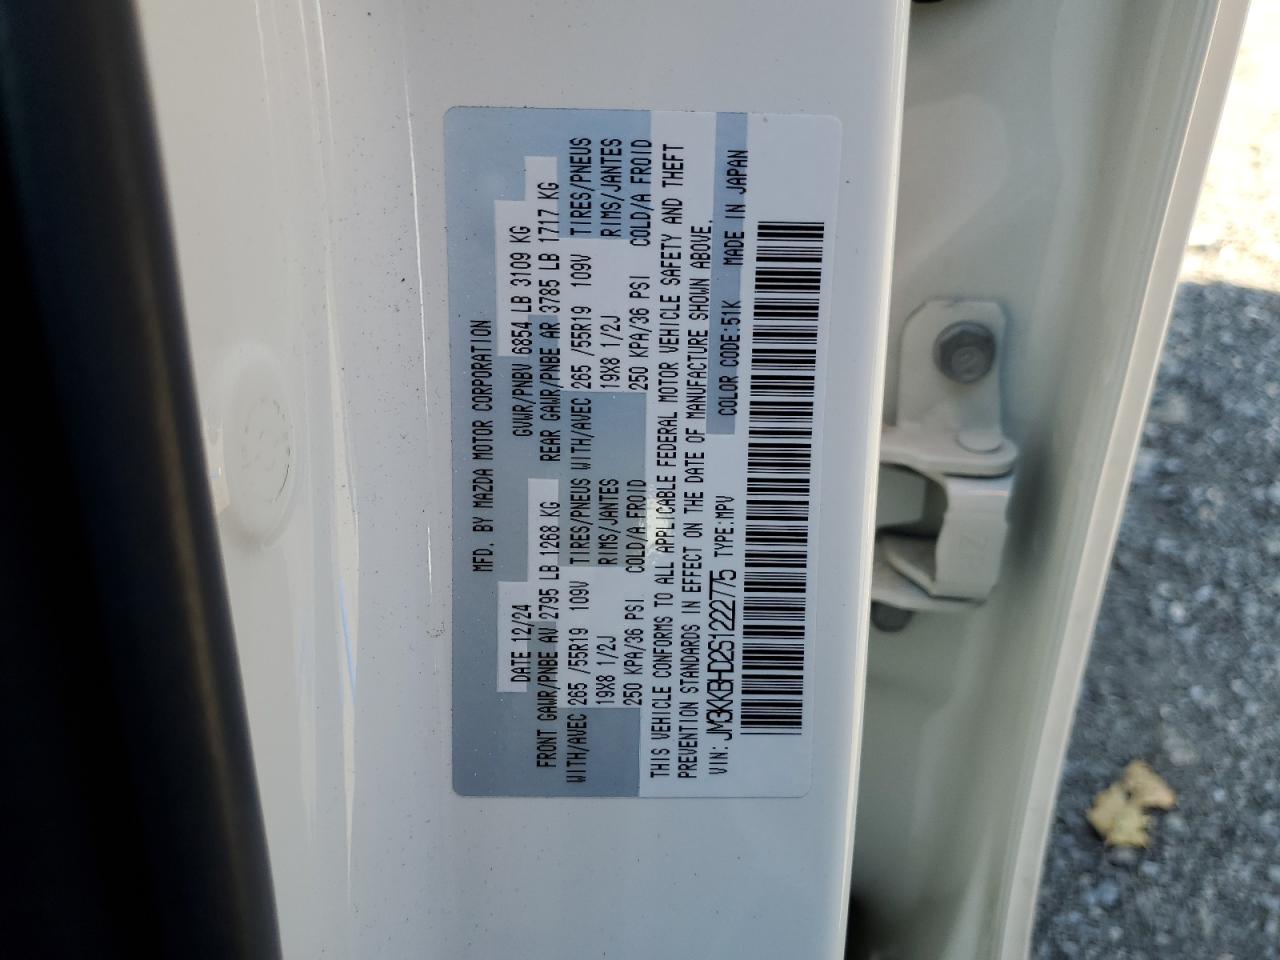 MFD. BY MAZDA MOTOR CORPORATION
DATE 12/24 GVWR/PNBV 6854 LB 3109 KG
FRONT GAWR/PNBE AV 2795 LB 1268 KG REAR GAWR/PNBE AR 3785 LB 1717 KG
WITH/AVEC 265 /55R19 109V TIRES/PNEUS WITH/AVEC 265 /55R19 109V TIRES/PNEUS
19X8 1/2J RIMS/JANTES 19X8 1/2J RIMS/JANTES
250 KPA/36 PSI COLD/A FROID 250 KPA/36 PSI COLD/A FROID
THIS VEHICLE CONFORMS TO ALL APPLICABLE FEDERAL MOTOR VEHICLE SAFETY AND THEFT
PREVENTION STANDARDS IN EFFECT ON THE DATE OF MANUFACTURE SHOWN ABOVE.
VIN: JM3KKBHD2S1222775 TYPE:MPV COLOR CODE:51K MADE IN JAPAN